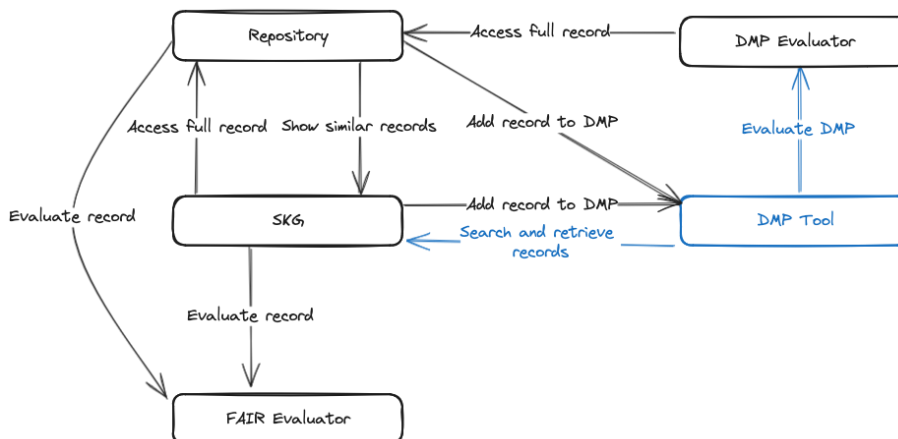 Repository
Access full record
DMP Evaluator
Access full record
Show similar records
Add record to DMP
Evaluate DMP
Evaluate record
SKG
Add record to DMP
DMP Tool
Search and retrieve
records
Evaluate record
FAIR Evaluator